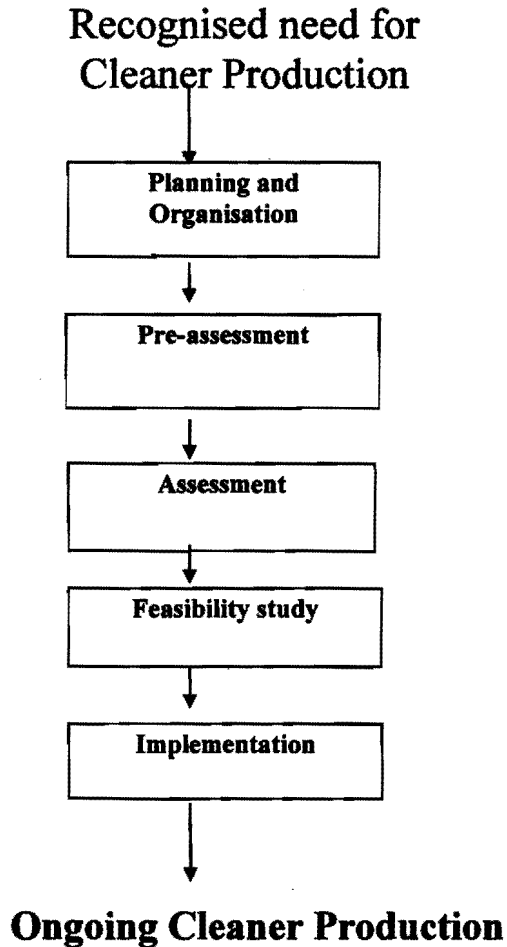 Recognised need for
Cleaner Production
Planning and
Organisation
Pre-assessment
Assessment
Feasibility study
Implementation
Ongoing Cleaner Production